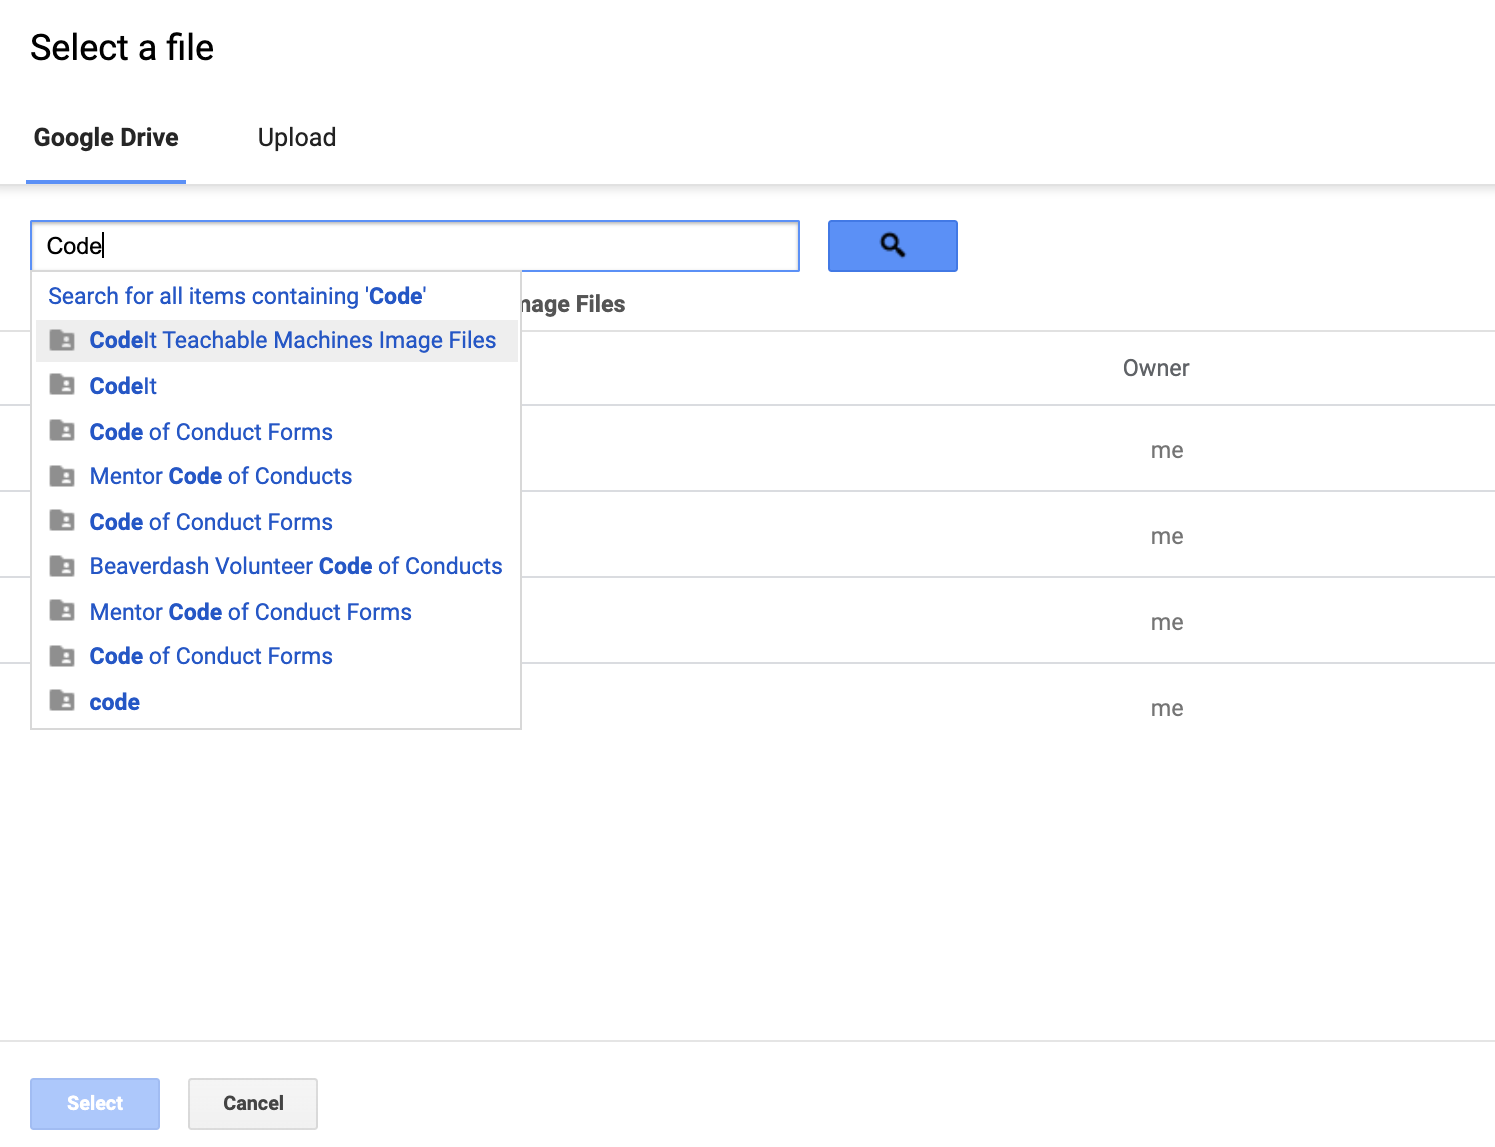 Select a file
Google Drive
Upload
Code
Search for all items containing 'Code'
Image Files
CodeIt Teachable Machines Image Files
Owner
CodeIt
Code of Conduct Forms
me
Mentor Code of Conducts
Code of Conduct Forms
me
Beaverdash Volunteer Code of Conducts
Mentor Code of Conduct Forms
me
Code of Conduct Forms
code
me
Select
Cancel